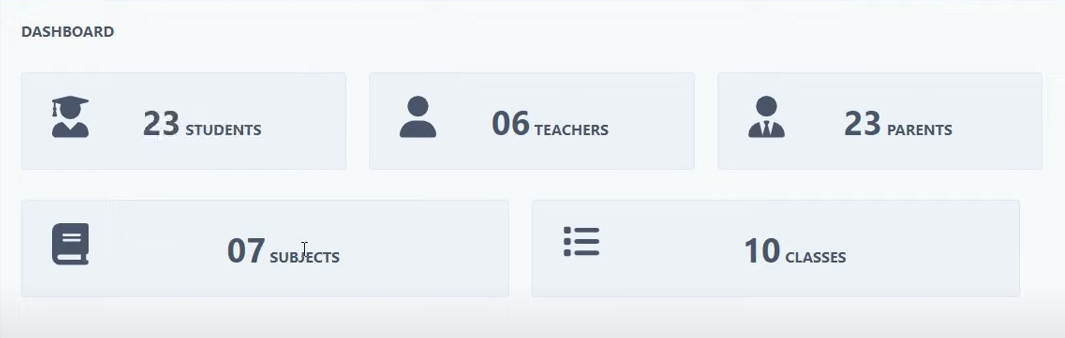 DASHBOARD
23 STUDENTS
06 TEACHERS
23 PARENTS
07 SUBJECTS
10 CLASSES